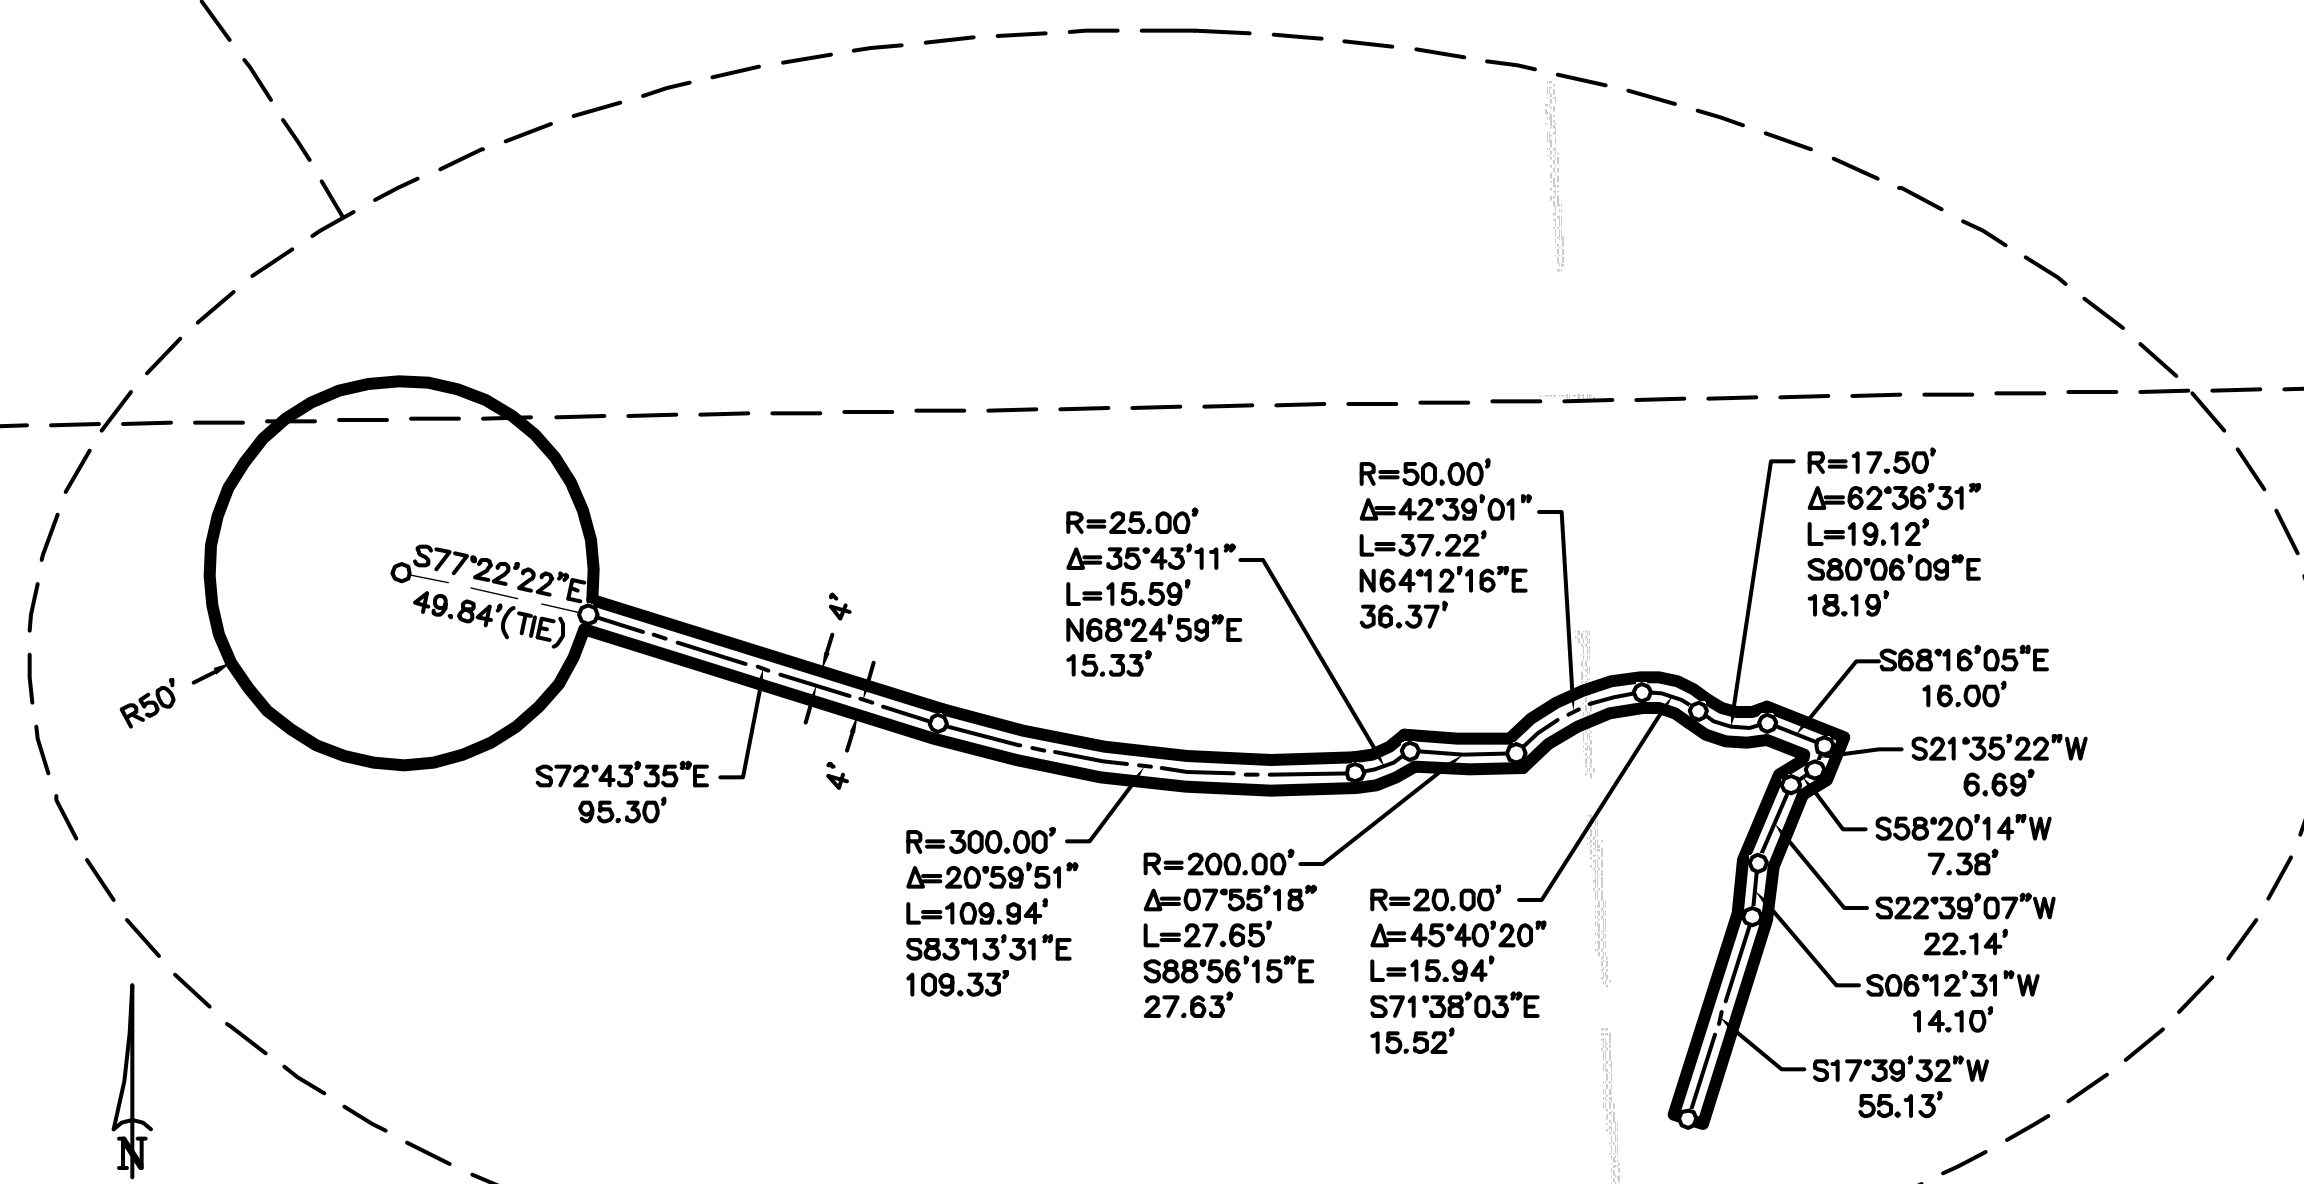 S77°22'22"E
49.84'(TIE)
R50'
4'
4'
S72°43'35"E
95.30'
R=300.00'
Δ=20°59'51"
L=109.94'
S83°13'31"E
109.33'
R=25.00'
Δ=35°43'11"
L=15.59'
N68°24'59"E
15.33'
R=200.00'
Δ=07°55'18"
L=27.65'
S88°56'15"E
27.63'
R=50.00'
Δ=42°39'01"
L=37.22'
N64°12'16"E
36.37'
R=20.00'
Δ=45°40'20"
L=15.94'
S71°38'03"E
15.52'
R=17.50'
Δ=62°36'31"
L=19.12'
S80°06'09"E
18.19'
S68°16'05"E
16.00'
S21°35'22"W
6.69'
S58°20'14"W
7.38'
S22°39'07"W
22.14'
S06°12'31"W
14.10'
S17°39'32"W
55.13'
N